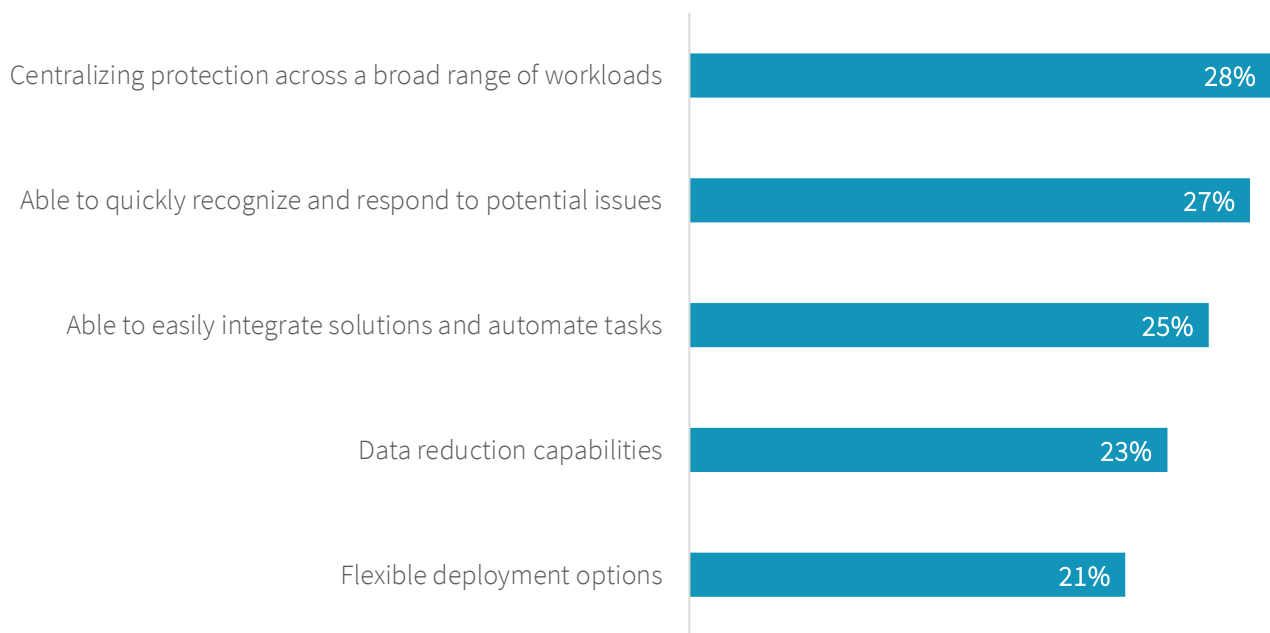 Centralizing protection across a broad range of workloads 28%
Able to quickly recognize and respond to potential issues 27%
Able to easily integrate solutions and automate tasks 25%
Data reduction capabilities 23%
Flexible deployment options 21%